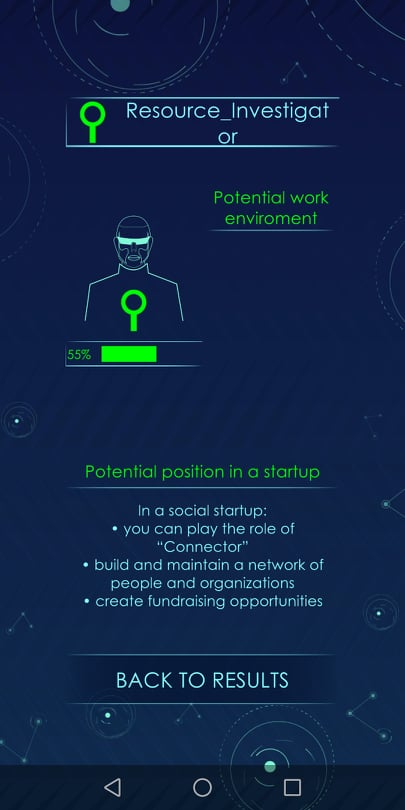 Resource_Investigat
or
Potential work
enviroment
55%
Potential position in a startup
In a social startup:
• you can play the role of
“Connector”
• build and maintain a network of
people and organizations
• create fundraising opportunities
BACK TO RESULTS